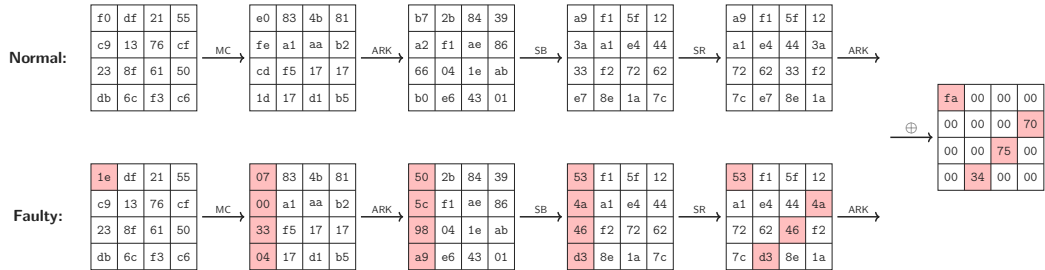 f0 df 21 55 e0 83 4b 81 b7 2b 84 39 a9 f1 5f 12 a9 f1 5f 12
c9 13 76 cf fe a1 aa b2 a2 f1 ae 86 3a a1 e4 44 a1 e4 44 3a
Normal: MC ARK SB SR ARK
23 8f 61 50 cd f5 17 17 66 04 1e ab 33 f2 72 62 72 62 33 f2
db 6c f3 c6 1d 17 d1 b5 b0 e6 43 01 e7 8e 1a 7c 7c e7 8e 1a
fa 00 00 00
00 00 00 70
⊕
00 00 75 00
00 34 00 00
1e df 21 55 07 83 4b 81 50 2b 84 39 53 f1 5f 12 53 f1 5f 12
c9 13 76 cf 00 a1 aa b2 5c f1 ae 86 4a a1 e4 44 a1 e4 44 4a
Faulty: MC ARK SB SR ARK
23 8f 61 50 33 f5 17 17 98 04 1e ab 46 f2 72 62 72 62 46 f2
db 6c f3 c6 04 17 d1 b5 a9 e6 43 01 d3 8e 1a 7c 7c d3 8e 1a